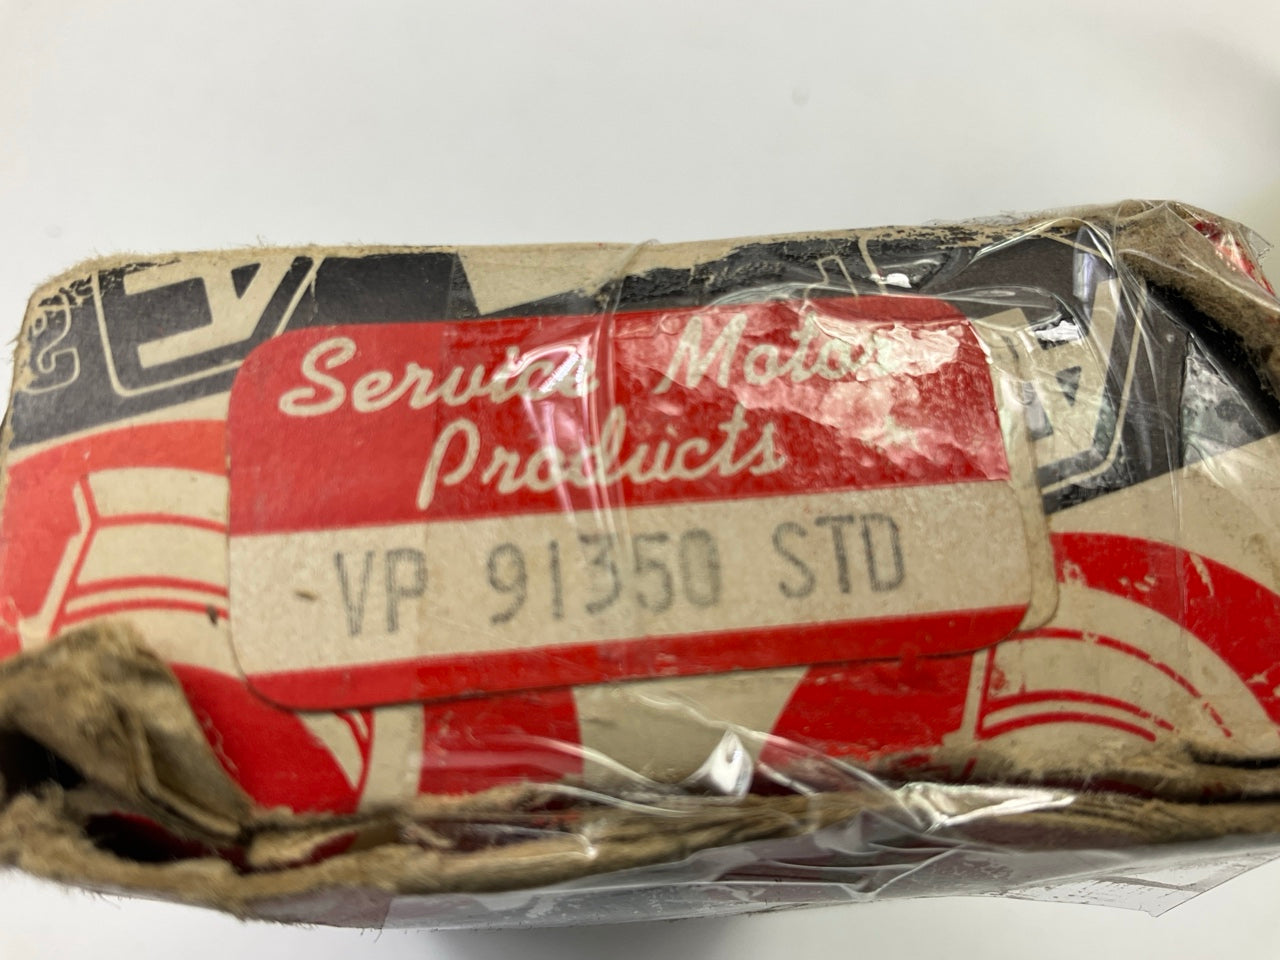 Service Motor
Products
VP 91350 STD